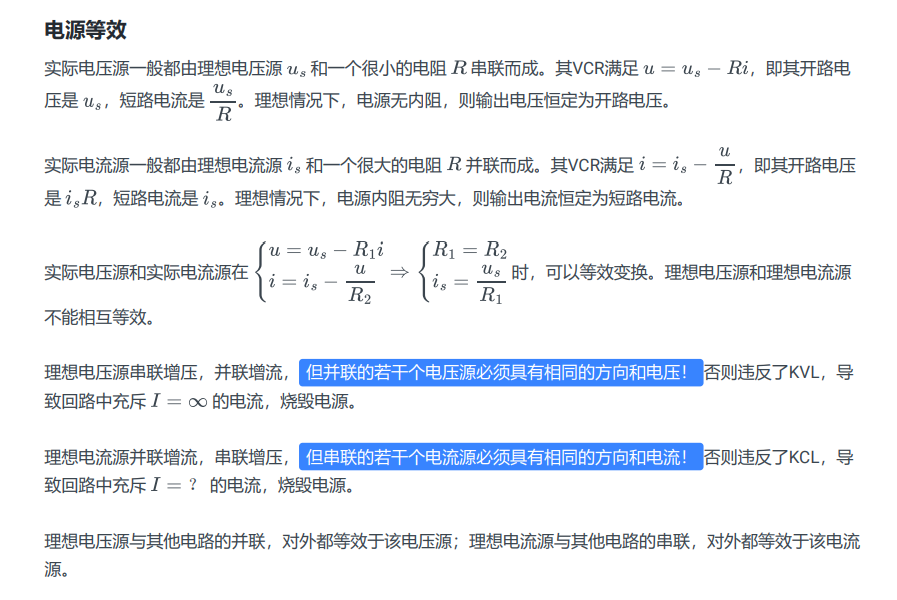 电源等效
实际电压源一般都由理想电压源 $u_s$ 和一个很小的电阻 $R$ 串联而成。其VCR满足 $u = u_s - Ri$，即其开路电
压是 $u_s$，短路电流是 $\dfrac{u_s}{R}$。理想情况下，电源无内阻，则输出电压恒定为开路电压。
实际电流源一般都由理想电流源 $i_s$ 和一个很大的电阻 $R$ 并联而成。其VCR满足 $i = i_s - \dfrac{u}{R}$，即其开路电压
是 $i_sR$，短路电流是 $i_s$。理想情况下，电源内阻无穷大，则输出电流恒定为短路电流。
实际电压源和实际电流源在 $\begin{cases} u = u_s - R_1i \\ i = i_s - \dfrac{u}{R_2} \end{cases} \Rightarrow \begin{cases} R_1 = R_2 \\ i_s = \dfrac{u_s}{R_1} \end{cases}$ 时，可以等效变换。理想电压源和理想电流源
不能相互等效。
理想电压源串联增压，并联增流，但并联的若干个电压源必须具有相同的方向和电压！否则违反了KVL，导
致回路中充斥 $I = \infty$ 的电流，烧毁电源。
理想电流源并联增流，串联增压，但串联的若干个电流源必须具有相同的方向和电流！否则违反了KCL，导
致回路中充斥 $I = ?$ 的电流，烧毁电源。
理想电压源与其他电路的并联，对外都等效于该电压源；理想电流源与其他电路的串联，对外都等效于该电流
源。